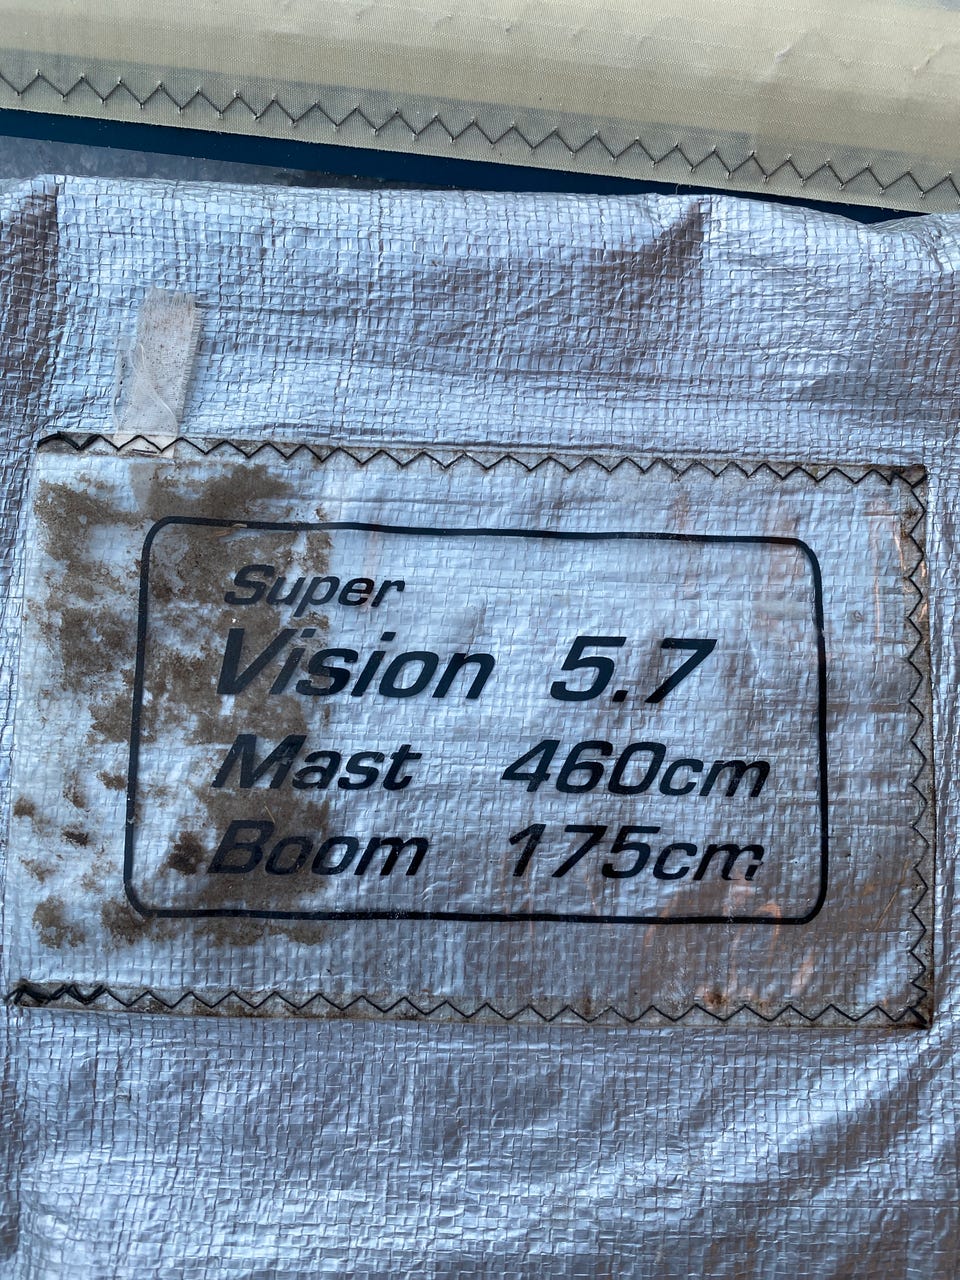 Super
Vision 5.7
Mast 460cm
Boom 175cm